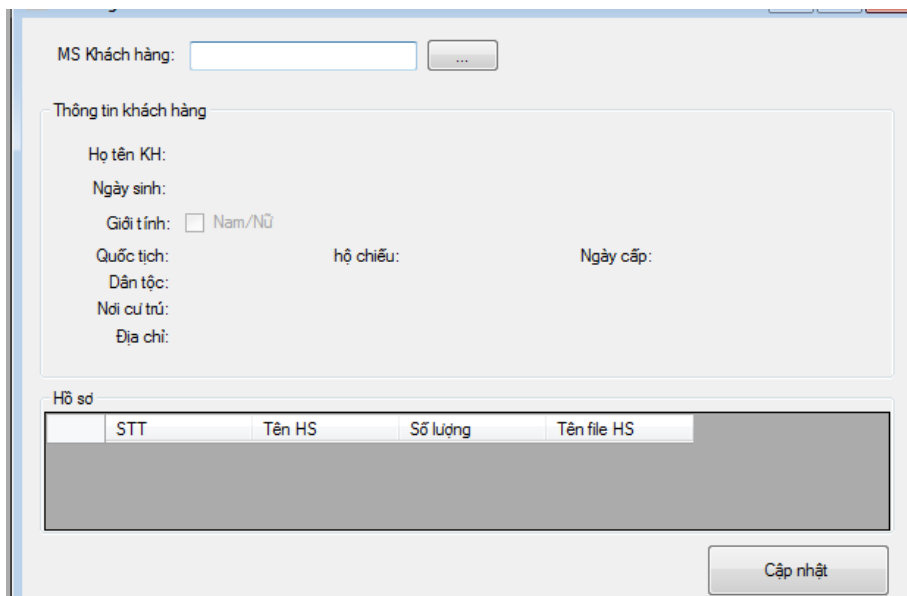 MS Khách hàng:
...
Thông tin khách hàng
Họ tên KH:
Ngày sinh:
Giới tính: Nam/Nữ
Quốc tịch: hộ chiếu: Ngày cấp:
Dân tộc:
Nơi cư trú:
Địa chỉ:
Hồ sơ
STT Tên HS Số lượng Tên file HS
Cập nhật